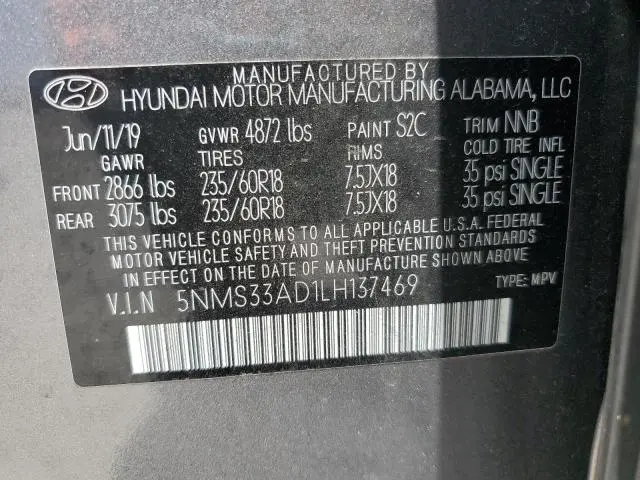 MANUFACTURED BY
HYUNDAI MOTOR MANUFACTURING ALABAMA, LLC
Jun/11/19 GVWR 4872 lbs PAINT S2C TRIM NNB
GAWR TIRES RIMS COLD TIRE INFL
FRONT 2866 lbs 235/60R18 7.5JX18 35 psi SINGLE
REAR 3075 lbs 235/60R18 7.5JX18 35 psi SINGLE
THIS VEHICLE CONFORMS TO ALL APPLICABLE U.S.A. FEDERAL
MOTOR VEHICLE SAFETY AND THEFT PREVENTION STANDARDS
IN EFFECT ON THE DATE OF MANUFACTURE SHOWN ABOVE.
V.I.N 5NMS33AD1LH137469 TYPE: MPV